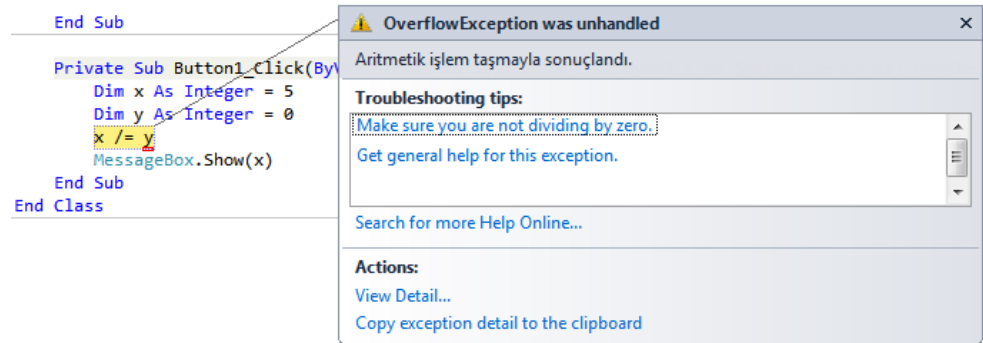 End Sub
Private Sub Button1_Click(ByV
Dim x As Integer = 5
Dim y As Integer = 0
x /= y
MessageBox.Show(x)
End Sub
End Class
OverflowException was unhandled
Aritmetik işlem taşmayla sonuçlandı.
Troubleshooting tips:
Make sure you are not dividing by zero.
Get general help for this exception.
Search for more Help Online...
Actions:
View Detail...
Copy exception detail to the clipboard